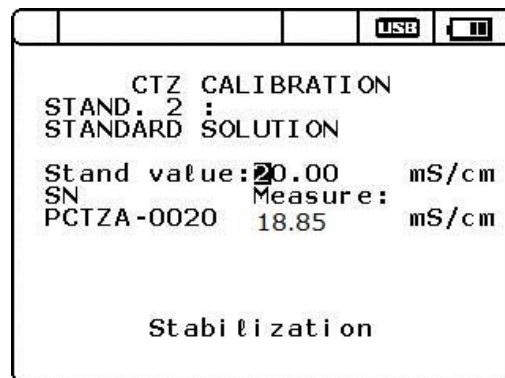 USB
CTZ CALIBRATION
STAND. 2 :
STANDARD SOLUTION
Stand value:20.00 mS/cm
SN Measure:
PCTZA-0020 18.85 mS/cm
Stabilization